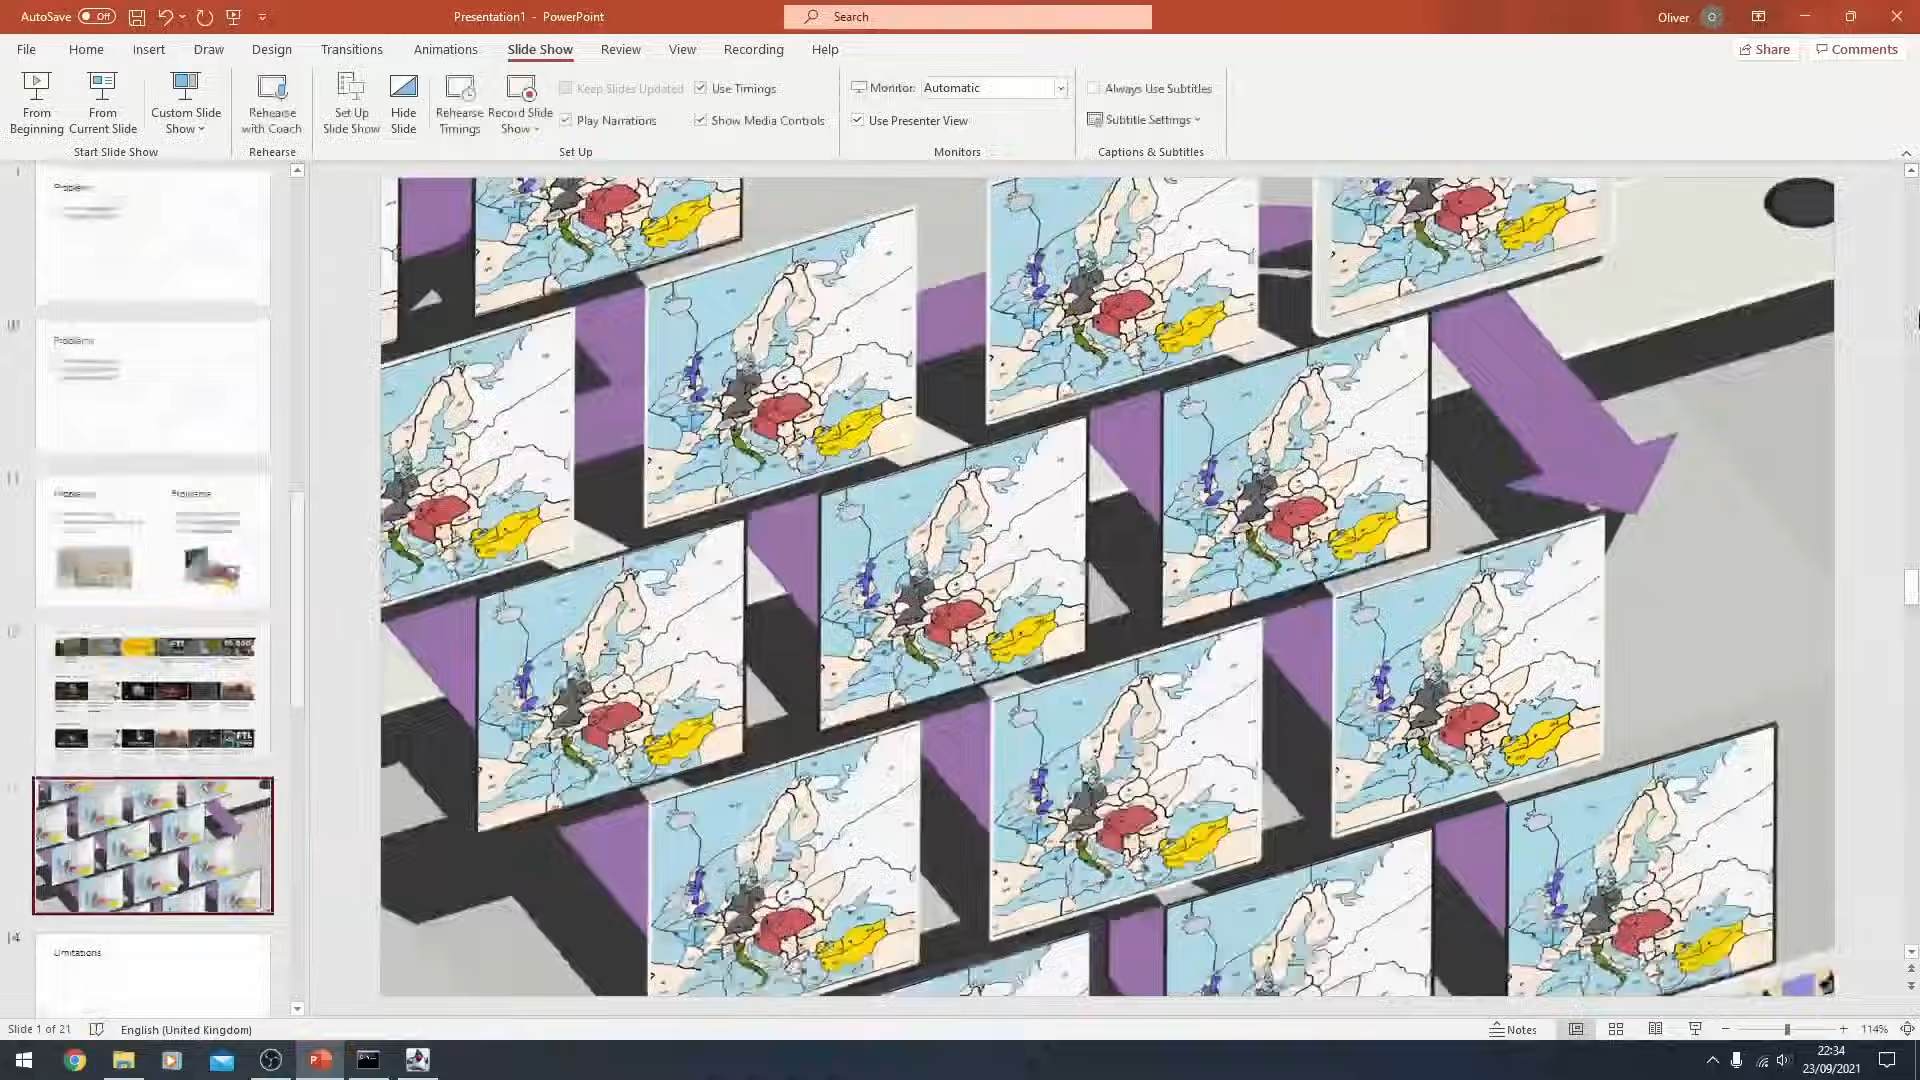 AutoSave Off
Presentation1 - PowerPoint
Search
Oliver O
File Home Insert Draw Design Transitions Animations Slide Show Review View Recording Help
Share Comments
From Beginning
From Current Slide
Custom Slide Show
Start Slide Show
Rehearse with Coach
Rehearse
Set Up Slide Show
Hide Slide
Rehearse Timings
Record Slide Show
Keep Slides Updated
Play Narrations
Use Timings
Show Media Controls
Set Up
Monitor: Automatic
Use Presenter View
Monitors
Always Use Subtitles
Subtitle Settings
Captions & Subtitles
Problems
11
FTL
FTL
14
Limitations
Slide 1 of 21
English (United Kingdom)
Notes
114%
22:34
23/09/2021